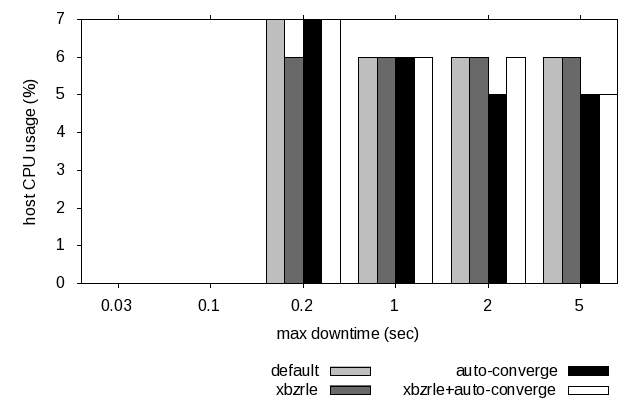 7
6
5
4
3
2
1
0
host CPU usage (%)
0.03 0.1 0.2 1 2 5
max downtime (sec)
default auto-converge
xbzrle xbzrle+auto-converge